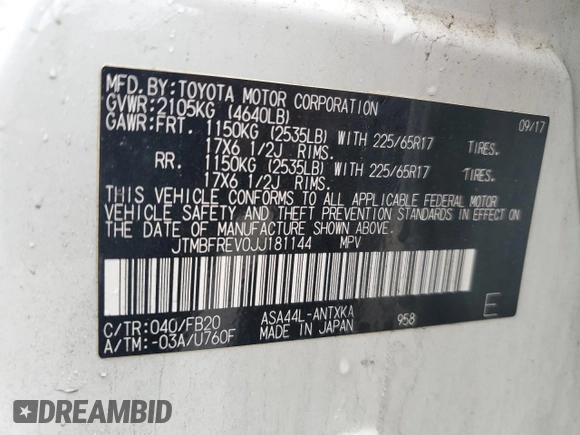 MFD.BY:TOYOTA MOTOR CORPORATION 09/17
GVWR:2105KG (4640LB)
GAWR:FRT. 1150KG (2535LB) WITH 225/65R17 TIRES.
17X6 1/2J RIMS.
RR. 1150KG (2535LB) WITH 225/65R17 TIRES.
17X6 1/2J RIMS.
THIS VEHICLE CONFORMS TO ALL APPLICABLE FEDERAL MOTOR
VEHICLE SAFETY AND THEFT PREVENTION STANDARDS IN EFFECT ON
THE DATE OF MANUFACTURE SHOWN ABOVE.
JTMBFREV0JJ181144 MPV
C/TR:040/FB20 ASA44L-ANTXKA 958 E
A/TM:-03A/U760F MADE IN JAPAN
DREAMBID